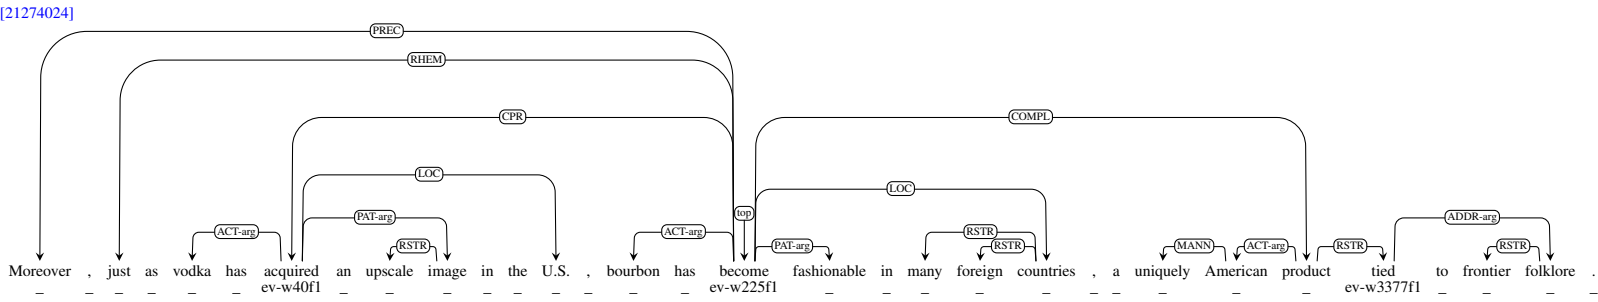 [21274024]
PREC
RHEM
CPR COMPL
LOC LOC
top
PAT-arg ADDR-arg
ACT-arg ACT-arg RSTR
RSTR PAT-arg RSTR MANN ACT-arg RSTR RSTR
Moreover , just as vodka has acquired an upscale image in the U.S. , bourbon has become fashionable in many foreign countries , a uniquely American product tied to frontier folklore .
_ _ _ _ _ _ ev-w40f1 _ _ _ _ _ _ _ _ _ ev-w225f1 _ _ _ _ _ _ _ _ _ _ ev-w3377f1 _ _ _ _